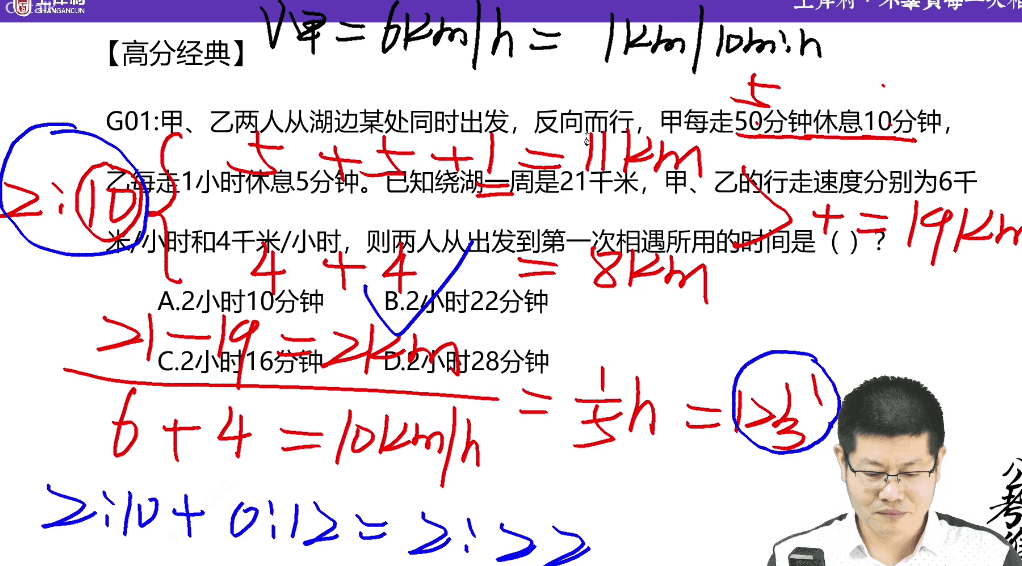 上岸村
CHANGANCUN
V甲=6km/h=1km/10min
【高分经典】
5
G01:甲、乙两人从湖边某处同时出发，反向而行，甲每走50分钟休息10分钟，
5+5+1=11km
乙每走1小时休息5分钟。已知绕湖一周是21千米，甲、乙的行走速度分别为6千
2:10
+=19km
米/小时和4千米/小时，则两人从出发到第一次相遇所用的时间是（ ）？
4+4=8km
A.2小时10分钟 B.2小时22分钟
21-19=2km
C.2小时16分钟 D.2小时28分钟
6+4=10km/h
=1/5h=12
2:10+0:12=2:22
公考